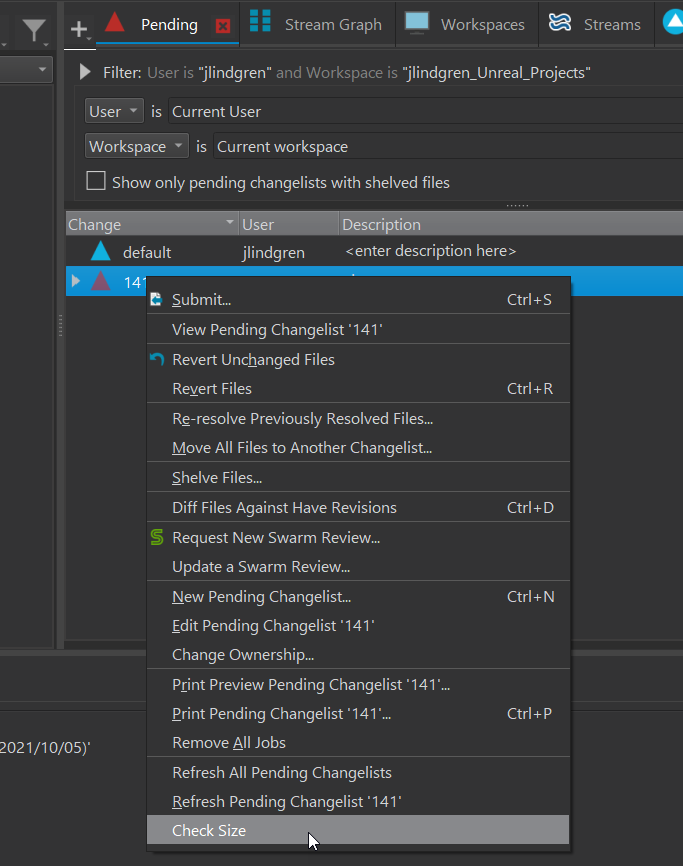 Pending Stream Graph Workspaces Streams
Filter: User is "jlindgren" and Workspace is "jlindgren_Unreal_Projects"
User is Current User
Workspace is Current workspace
Show only pending changelists with shelved files
Change User Description
default jlindgren <enter description here>
141
Submit... Ctrl+S
View Pending Changelist '141'
Revert Unchanged Files
Revert Files Ctrl+R
Re-resolve Previously Resolved Files...
Move All Files to Another Changelist...
Shelve Files...
Diff Files Against Have Revisions Ctrl+D
Request New Swarm Review...
Update a Swarm Review...
New Pending Changelist... Ctrl+N
Edit Pending Changelist '141'
Change Ownership...
Print Preview Pending Changelist '141'...
Print Pending Changelist '141'... Ctrl+P
2021/10/05)'
Remove All Jobs
Refresh All Pending Changelists
Refresh Pending Changelist '141'
Check Size